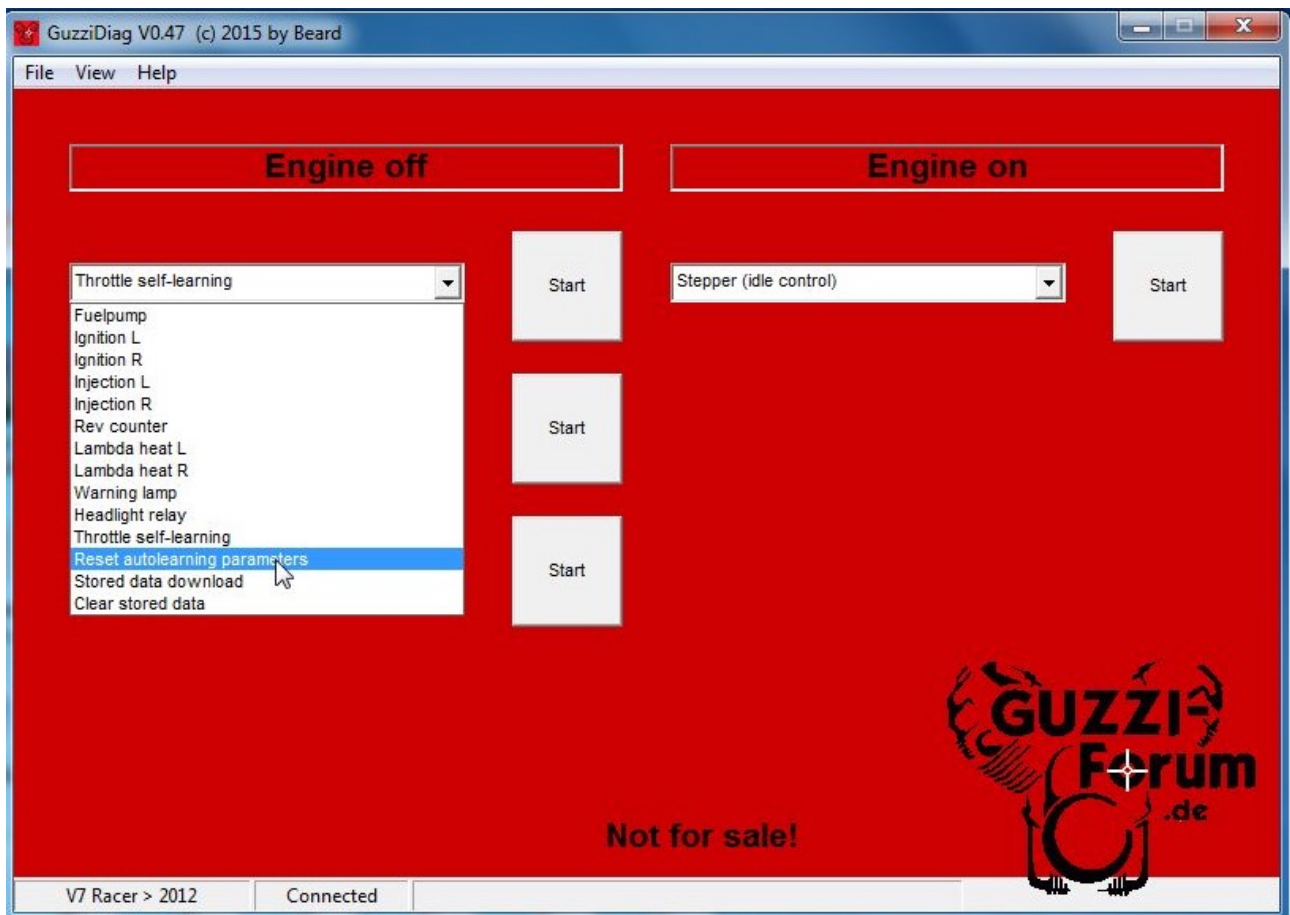 GuzziDiag V0.47 (c) 2015 by Beard
File View Help
Engine off
Engine on
Throttle self-learning
Start
Stepper (idle control)
Start
Fuelpump
Ignition L
Ignition R
Injection L
Injection R
Rev counter
Lambda heat L
Lambda heat R
Warning lamp
Headlight relay
Throttle self-learning
Reset autolearning parameters
Stored data download
Clear stored data
Start
Start
GUZZI-
Forum
.de
Not for sale!
V7 Racer > 2012
Connected